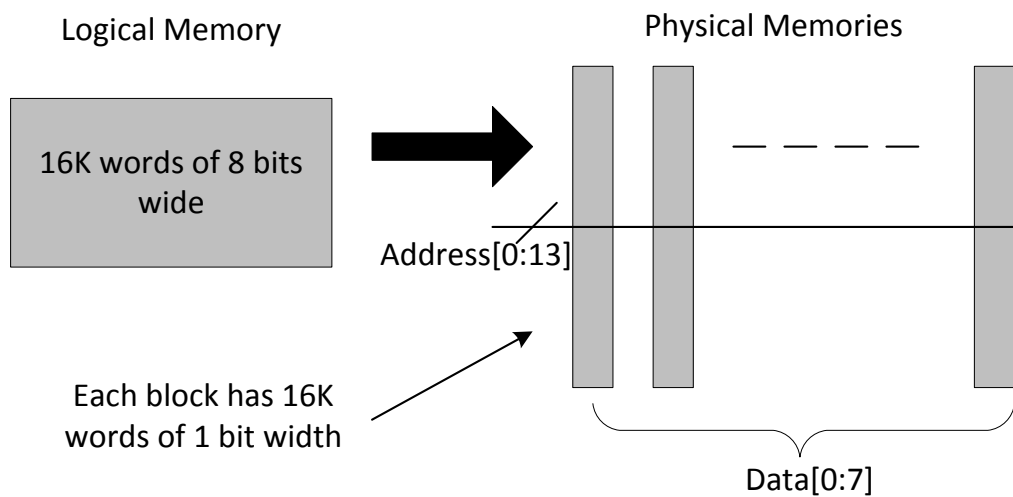 Logical Memory
Physical Memories
16K words of 8 bits
wide
Address[0:13]
Each block has 16K
words of 1 bit width
Data[0:7]